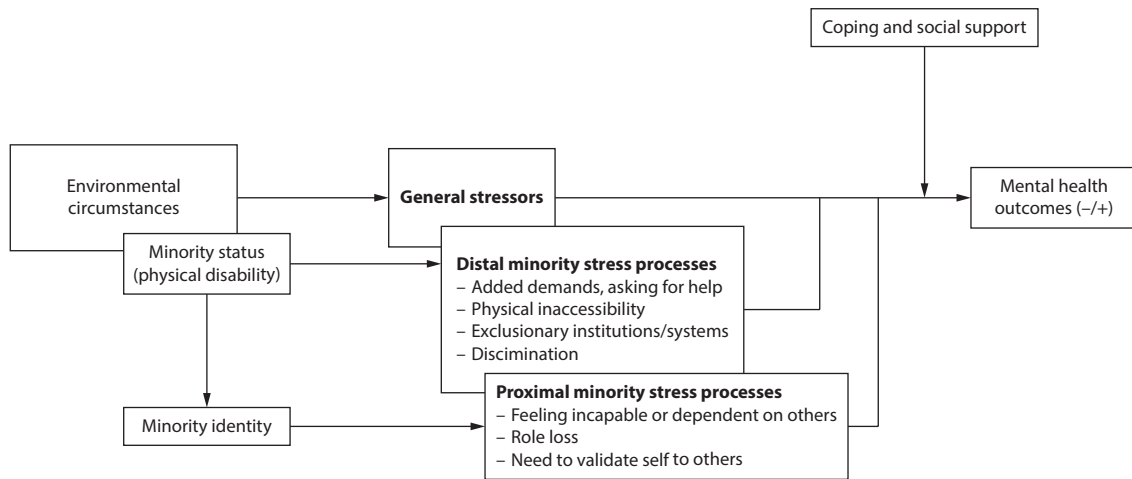 Coping and social support
Environmental
circumstances
General stressors
Mental health
outcomes (–/+)
Minority status
(physical disability)
Distal minority stress processes
– Added demands, asking for help
– Physical inaccessibility
– Exclusionary institutions/systems
– Discimination
Proximal minority stress processes
– Feeling incapable or dependent on others
– Role loss
– Need to validate self to others
Minority identity